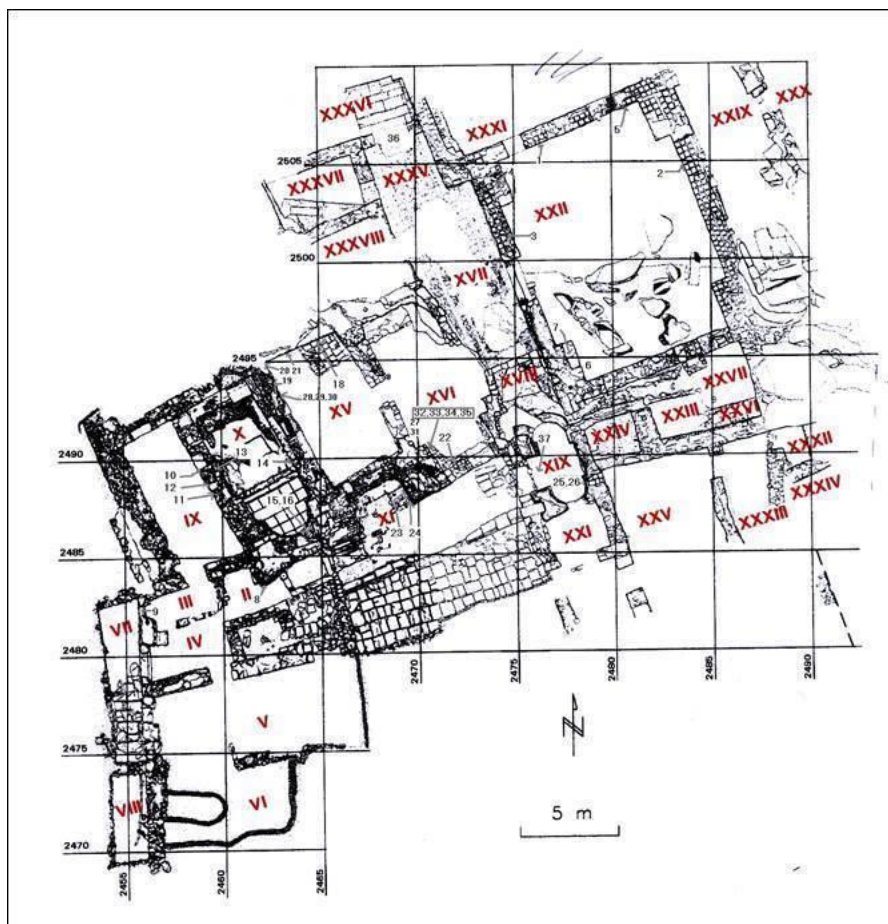 XXXVI
XXXI
XXIX
XXX
36
5
1
2505
XXXVII
XXXV
2
XXII
XXXVIII
3
2500
XVII
7
6
2495
20 21
19
18
XVIII
XXVII
28,29,30
XV
XVI
32,33,34,35
27
31
XXIII
XXVI
X
22
37
XXIV
XXXII
2490
13
14
XIX
10
12
11
15,16
25,26
XXXIV
IX
XI
23
24
XXI
XXV
XXXIII
2485
III
II
8
VII
9
IV
2480
2470
2475
2480
2485
2490
V
2475
5 m
VIII
VI
2470
2455
2460
2465